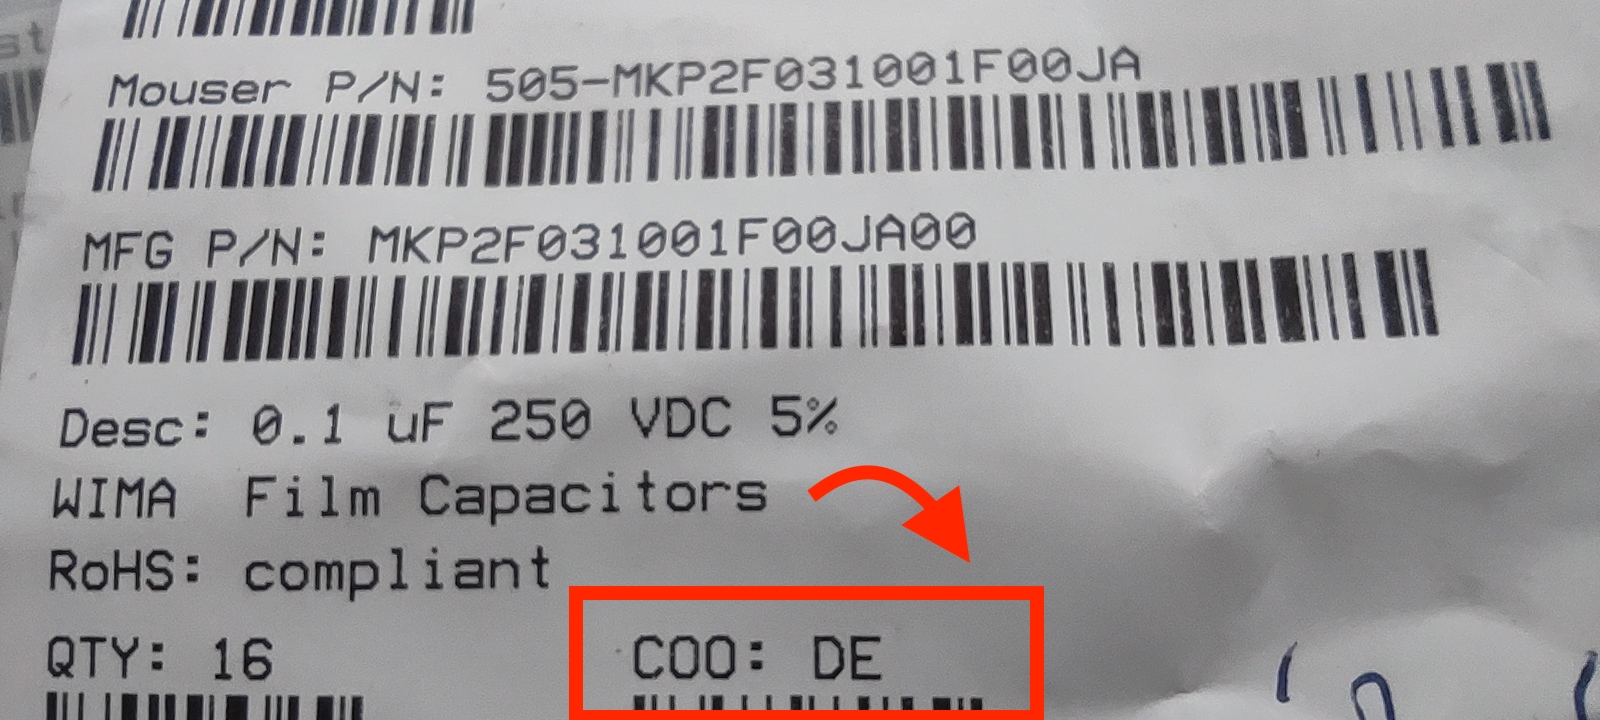 st
Mouser P/N: 505-MKP2F031001F00JA
MFG P/N: MKP2F031001F00JA00
Desc: 0.1 uF 250 VDC 5%
WIMA Film Capacitors
RoHS: compliant
QTY: 16 COO: DE